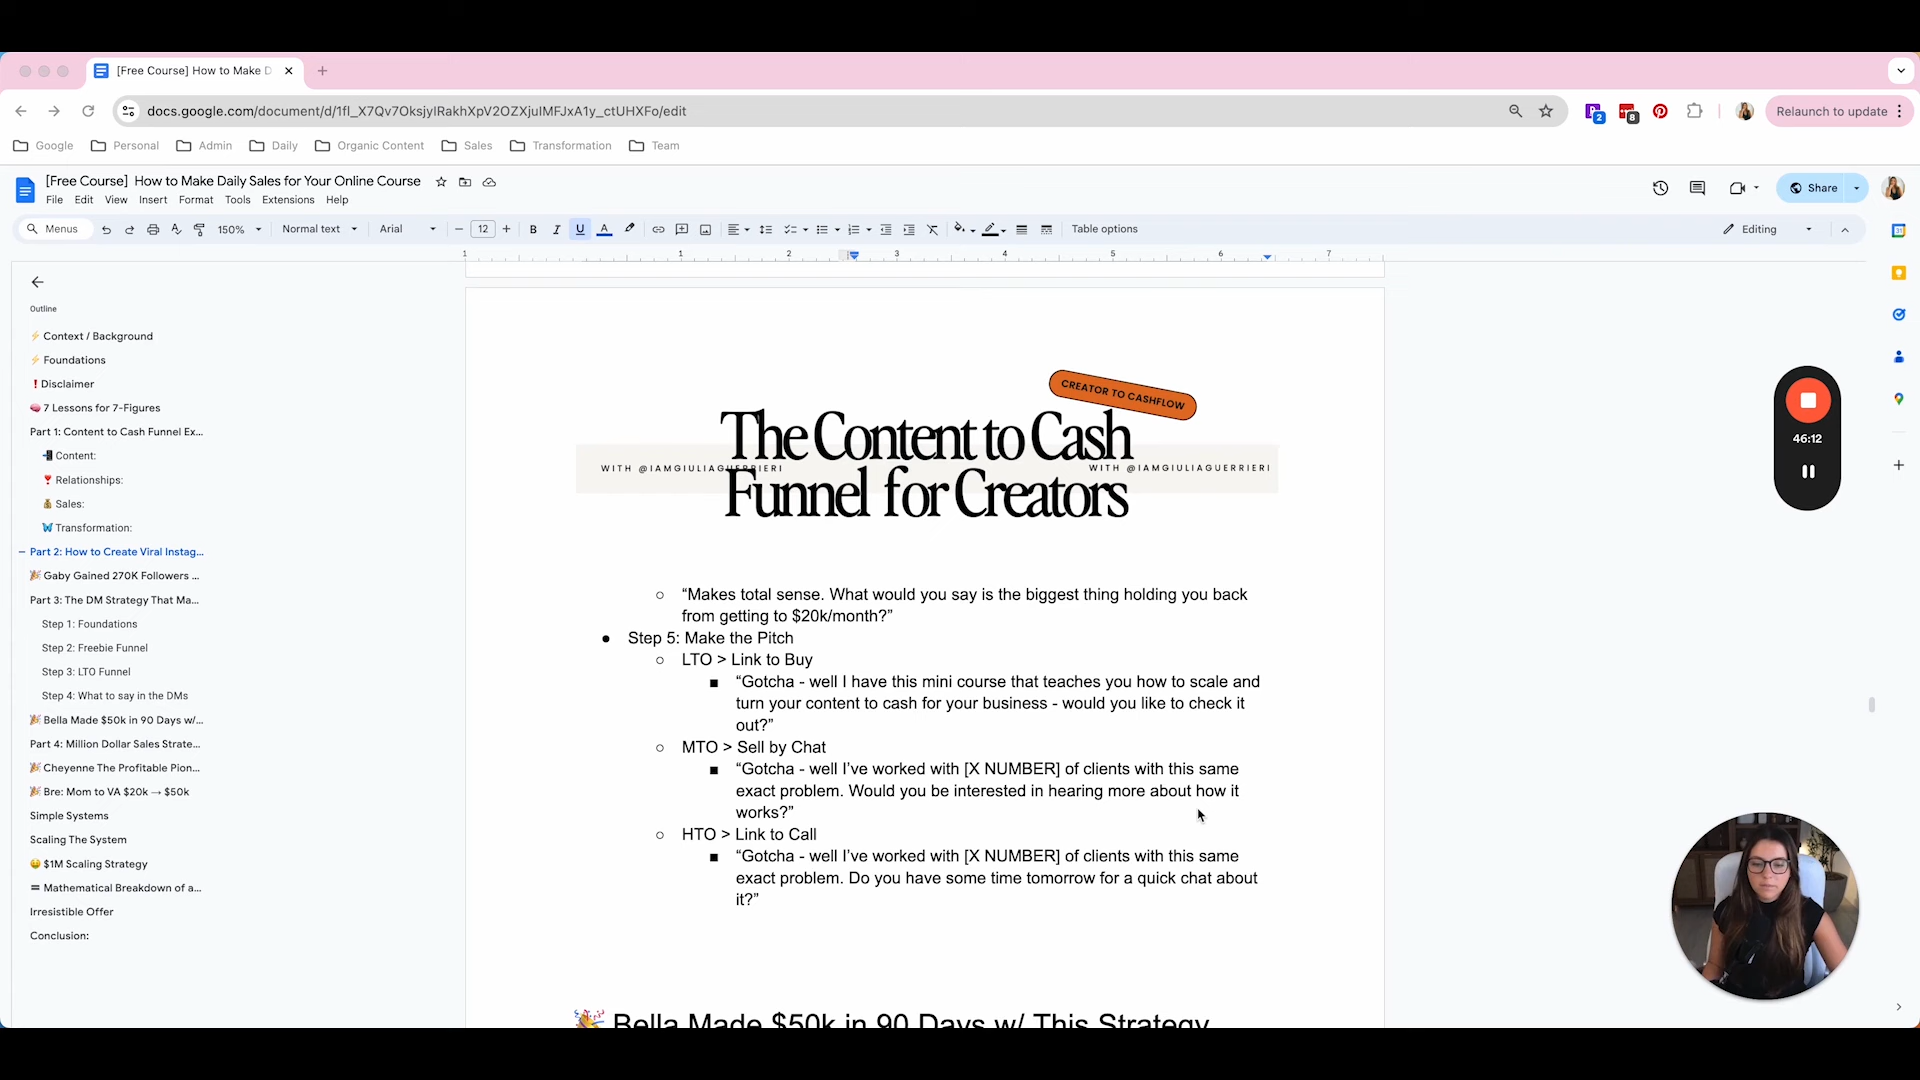 [Free Course] How to Make D
docs.google.com/document/d/1fI_X7Qv7OksjyIRakhXpV2OZXjuIMFJxA1y_ctUHXFo/edit
2
8
Relaunch to update
Google
Personal
Admin
Daily
Organic Content
Sales
Transformation
Team
[Free Course] How to Make Daily Sales for Your Online Course
File Edit View Insert Format Tools Extensions Help
Share
Menus
150%
Normal text
Arial
12
B I U A
Table options
Editing
31
1 1 2 3 4 5 6 7
Outline
⚡ Context / Background
⚡ Foundations
❗Disclaimer
🧠 7 Lessons for 7-Figures
Part 1: Content to Cash Funnel Ex...
📲 Content:
❣️ Relationships:
💰 Sales:
🦋 Transformation:
Part 2: How to Create Viral Instag...
🎉 Gaby Gained 270K Followers ...
Part 3: The DM Strategy That Ma...
Step 1: Foundations
Step 2: Freebie Funnel
Step 3: LTO Funnel
Step 4: What to say in the DMs
🎉 Bella Made $50k in 90 Days w/...
Part 4: Million Dollar Sales Strate...
🎉 Cheyenne The Profitable Pion...
🎉 Bre: Mom to VA $20k → $50k
Simple Systems
Scaling The System
🤑 $1M Scaling Strategy
🟰 Mathematical Breakdown of a...
Irresistible Offer
Conclusion:
CREATOR TO CASHFLOW
The Content to Cash
WITH @IAMGIULIAGUERRIERI
WITH @IAMGIULIAGUERRIERI
Funnel for Creators
○ “Makes total sense. What would you say is the biggest thing holding you back
from getting to $20k/month?”
● Step 5: Make the Pitch
○ LTO > Link to Buy
■ “Gotcha - well I have this mini course that teaches you how to scale and
turn your content to cash for your business - would you like to check it
out?”
○ MTO > Sell by Chat
■ “Gotcha - well I’ve worked with [X NUMBER] of clients with this same
exact problem. Would you be interested in hearing more about how it
works?”
○ HTO > Link to Call
■ “Gotcha - well I’ve worked with [X NUMBER] of clients with this same
exact problem. Do you have some time tomorrow for a quick chat about
it?”
🎉 Bella Made $50k in 90 Days w/ This Strategy
46:12